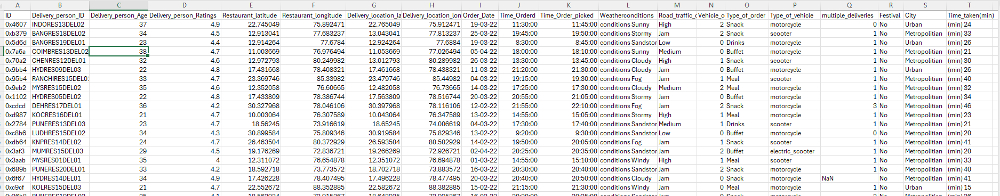 A B C D E F G H I J K L M N O P Q R S T
ID Delivery_person_ID Delivery_person_Age Delivery_person_Ratings Restaurant_latitude Restaurant_longitude Delivery_location_la Delivery_location_lon Order_Date Time_Orderd Time_Order_picked Weatherconditions Road_traffic_ Vehicle_c Type_of_order Type_of_vehicle multiple_deliveries Festival City Time_taken(min)
0x4607 INDORES13DEL02 37 4.9 22.745049 75.892471 22.765049 75.912471 19-03-22 11:30:00 11:45:00 conditions Sunny High 2 Snack motorcycle 0 No Urban (min) 24
0xb379 BANGRES18DEL02 34 4.5 12.913041 77.683237 13.043041 77.813237 25-03-22 19:45:00 19:50:00 conditions Stormy Jam 2 Snack scooter 1 No Metropolitian (min) 33
0x5d6d BANGRES19DEL01 23 4.4 12.914264 77.6784 12.924264 77.6884 19-03-22 8:30:00 8:45:00 conditions Sandstor Low 0 Drinks motorcycle 1 No Urban (min) 26
0x7a6a COIMBRES13DEL02 38 4.7 11.003669 76.976494 11.053669 77.026494 05-04-22 18:00:00 18:10:00 conditions Sunny Medium 0 Buffet motorcycle 1 No Metropolitian (min) 21
0x70a2 CHENRES12DEL01 32 4.6 12.972793 80.249982 13.012793 80.289982 26-03-22 13:30:00 13:45:00 conditions Cloudy High 1 Snack scooter 1 No Metropolitian (min) 30
0x9bb4 HYDRES09DEL03 22 4.8 17.431668 78.408321 17.461668 78.438321 11-03-22 21:20:00 21:30:00 conditions Cloudy Jam 0 Buffet motorcycle 1 No Urban (min) 26
0x95b4 RANCHIRES15DEL01 33 4.7 23.369746 85.33982 23.479746 85.44982 04-03-22 19:15:00 19:30:00 conditions Fog Jam 1 Meal scooter 1 No Metropolitian (min) 40
0x9eb2 MYSRES15DEL02 35 4.6 12.352058 76.60665 12.482058 76.73665 14-03-22 17:25:00 17:30:00 conditions Cloudy Medium 2 Meal motorcycle 1 No Metropolitian (min) 32
0x1102 HYDRES05DEL02 22 4.8 17.433809 78.386744 17.563809 78.516744 20-03-22 20:55:00 21:05:00 conditions Stormy Jam 0 Buffet motorcycle 1 No Metropolitian (min) 34
0xcdcd DEHRES17DEL01 36 4.2 30.327968 78.046106 30.397968 78.116106 12-02-22 21:55:00 22:10:00 conditions Fog Jam 2 Snack motorcycle 3 No Metropolitian (min) 46
0xd987 KOCRES16DEL01 21 4.7 10.003064 76.307589 10.043064 76.347589 13-02-22 14:55:00 15:05:00 conditions Stormy High 1 Meal motorcycle 1 No Metropolitian (min) 23
0x2784 PUNERES13DEL03 23 4.7 18.56245 73.916619 18.65245 74.006619 04-03-22 17:30:00 17:40:00 conditions Sandstor Medium 1 Drinks scooter 1 No Metropolitian (min) 21
0xc8b6 LUDHRES15DEL02 34 4.3 30.899584 75.809346 30.919584 75.829346 13-02-22 9:20:00 9:30:00 conditions Sandstor Low 0 Buffet motorcycle 0 No Metropolitian (min) 20
0xdb64 KNPRES14DEL02 24 4.7 26.463504 80.372929 26.593504 80.502929 14-02-22 19:50:00 20:05:00 conditions Fog Jam 1 Snack scooter 1 No Metropolitian (min) 41
0x3af3 MUMRES15DEL03 29 4.5 19.176269 72.836721 19.266269 72.926721 02-04-22 20:25:00 20:35:00 conditions Sandstor Jam 2 Buffet electric_scooter 1 No Metropolitian (min) 20
0x3aab MYSRES01DEL01 35 4 12.311072 76.654878 12.351072 76.694878 01-03-22 14:55:00 15:10:00 conditions Windy High 1 Meal scooter 1 No Metropolitian (min) 33
0x689b PUNERES20DEL01 33 4.2 18.592718 73.773572 18.702718 73.883572 16-03-22 20:30:00 20:40:00 conditions Sandstor Jam 2 Snack motorcycle 1 No Metropolitian (min) 40
0x6f67 HYDRES14DEL01 34 4.9 17.426228 78.407495 17.496228 78.477495 20-03-22 20:40:00 20:50:00 conditions Cloudy Jam 0 Snack motorcycle NaN No Metropolitian (min) 41
0xc9cf KOLRES15DEL03 21 4.7 22.552672 88.352885 22.582672 88.382885 15-02-22 21:15:00 21:30:00 conditions Windy Jam 0 Meal motorcycle 1 No Urban (min) 15